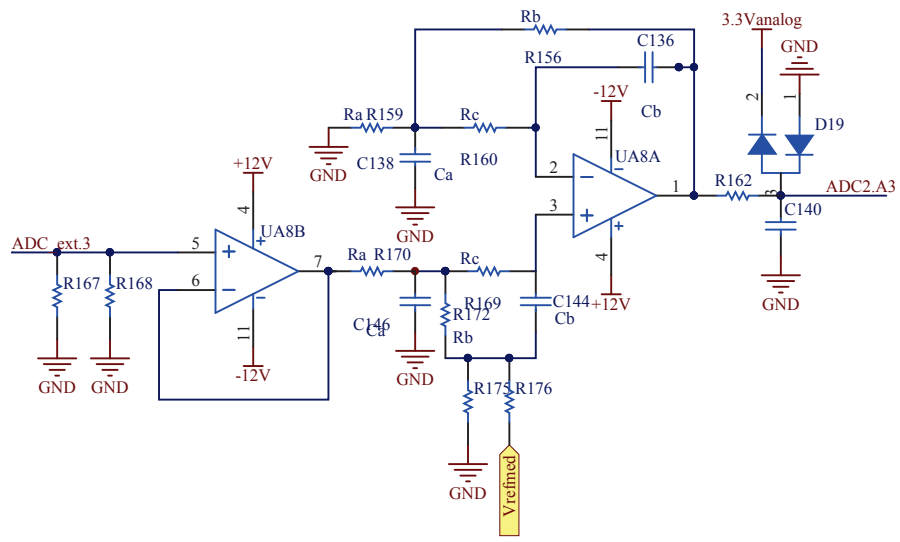 Rb
C136
3.3Vanalog
GND
R156
-12V
2
1
Ra R159
Rc
Cb
11
D19
GND
C138
R160
UA8A
Ca
2
+12V
1
R162
3
ADC2.A3
GND
3
C140
4
UA8B
ADC_ext.3
5
Ra R170
Rc
4
7
GND
6
R167
R168
C144
+12V
R169
C146
R172
Cb
Ca
11
Rb
GND
GND
-12V
GND
R175
R176
GND
Vrefmed